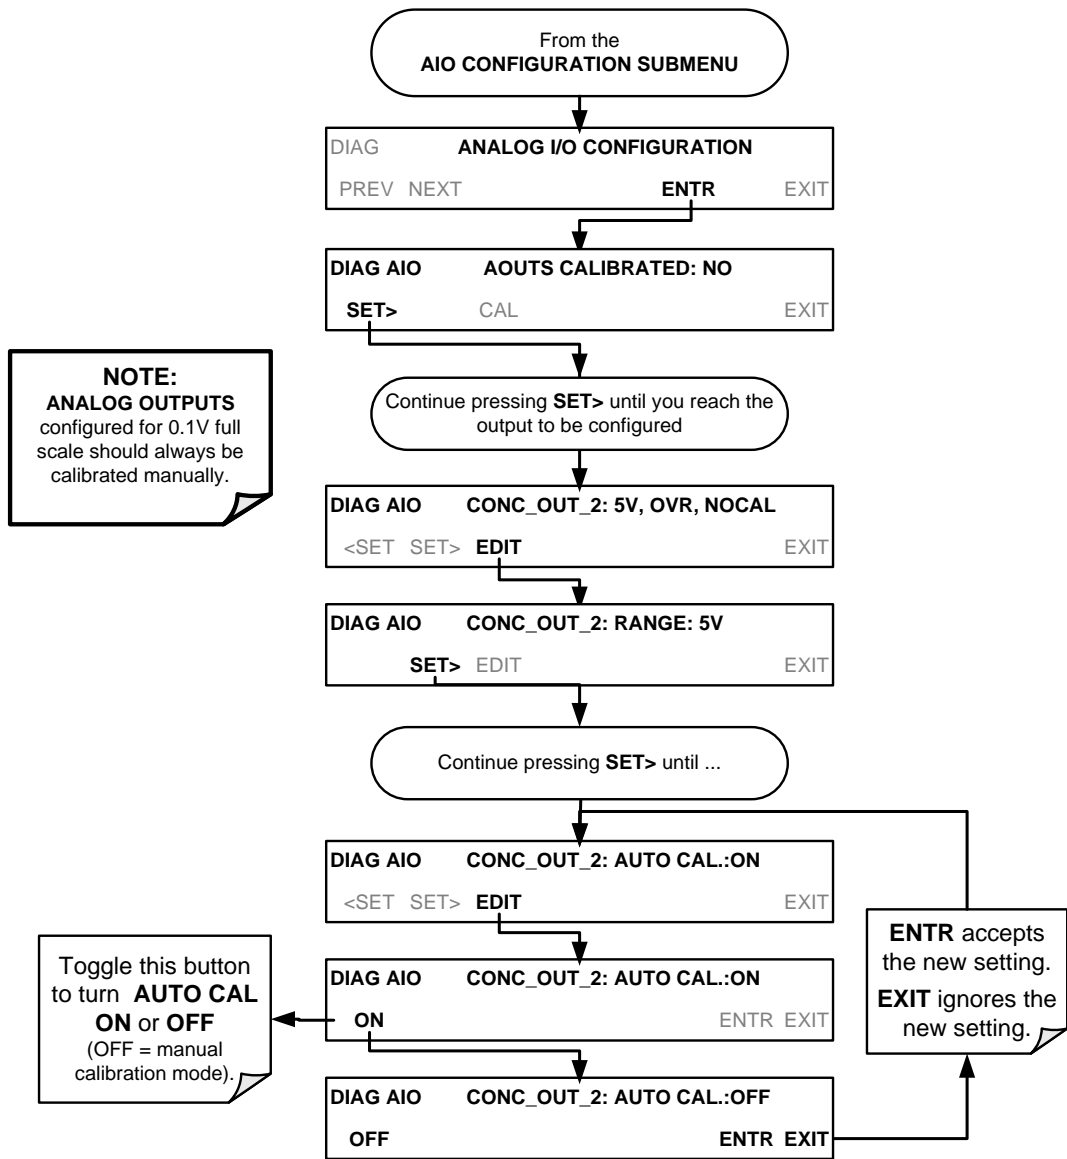 From the
AIO CONFIGURATION SUBMENU
DIAG ANALOG I/O CONFIGURATION
PREV NEXT ENTR EXIT
DIAG AIO AOUTS CALIBRATED: NO
SET> CAL EXIT
NOTE:
ANALOG OUTPUTS
configured for 0.1V full
scale should always be
calibrated manually.
Continue pressing SET> until you reach the
output to be configured
DIAG AIO CONC_OUT_2: 5V, OVR, NOCAL
<SET SET> EDIT EXIT
DIAG AIO CONC_OUT_2: RANGE: 5V
SET> EDIT EXIT
Continue pressing SET> until ...
DIAG AIO CONC_OUT_2: AUTO CAL.:ON
<SET SET> EDIT EXIT
Toggle this button
to turn AUTO CAL
ON or OFF
(OFF = manual
calibration mode).
DIAG AIO CONC_OUT_2: AUTO CAL.:ON
ON ENTR EXIT
ENTR accepts
the new setting.
EXIT ignores the
new setting.
DIAG AIO CONC_OUT_2: AUTO CAL.:OFF
OFF ENTR EXIT